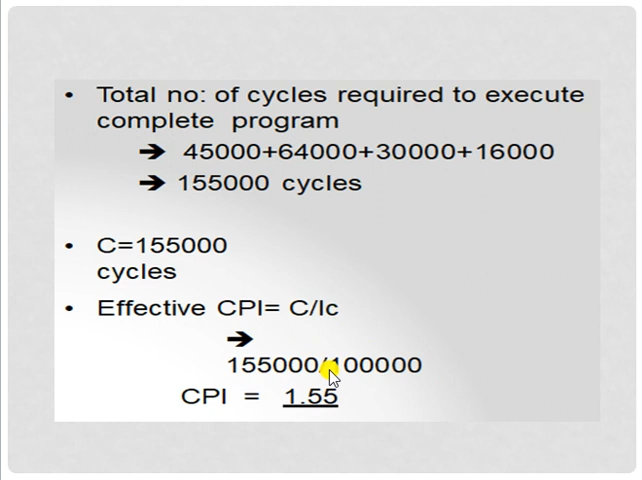 • Total no: of cycles required to execute
complete program
➔ 45000+64000+30000+16000
➔ 155000 cycles
• C=155000
cycles
• Effective CPI= C/Ic
➔
155000/100000
CPI = 1.55